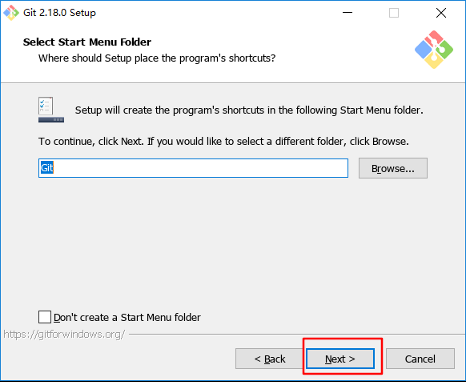 Git 2.18.0 Setup
Select Start Menu Folder
Where should Setup place the program's shortcuts?
Setup will create the program's shortcuts in the following Start Menu folder.
To continue, click Next. If you would like to select a different folder, click Browse.
Git
Browse...
Don't create a Start Menu folder
https://gitforwindows.org/
< Back
Next >
Cancel